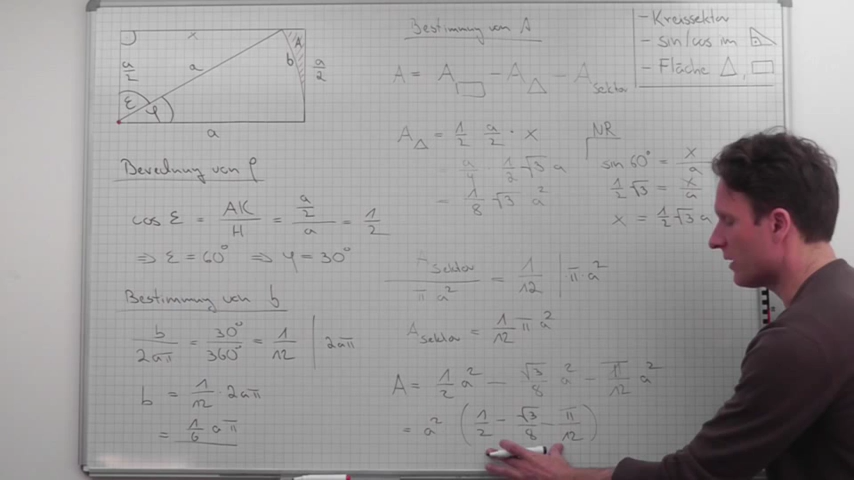 x
A
a/2
a
b
a/2
ε
φ
a
Berechnung von φ
cos ε = AK/H = (a/2)/a = 1/2
⇒ ε = 60° ⇒ φ = 30°
Bestimmung von b
b/2aπ = 30°/360° = 1/12 | 2aπ
b = 1/12 · 2aπ
= 1/6 aπ
Bestimmung von A
A = A▭ − A△ − ASektor
A△ = 1/2 a/2 · x
a/4 · 1/2 √3 a
= 1/8 √3 a²
NR
sin 60° = x/a
1/2 √3 = x/a
x = 1/2 √3 a
ASektor/πa² = 1/12 | π·a²
ASektor = 1/12 π a²
A = 1/2 a² − √3/8 a² − π/12 a²
= a² (1/2 − √3/8 − π/12)
- Kreissektor
- sin/cos im ◺
- Fläche △, ▭